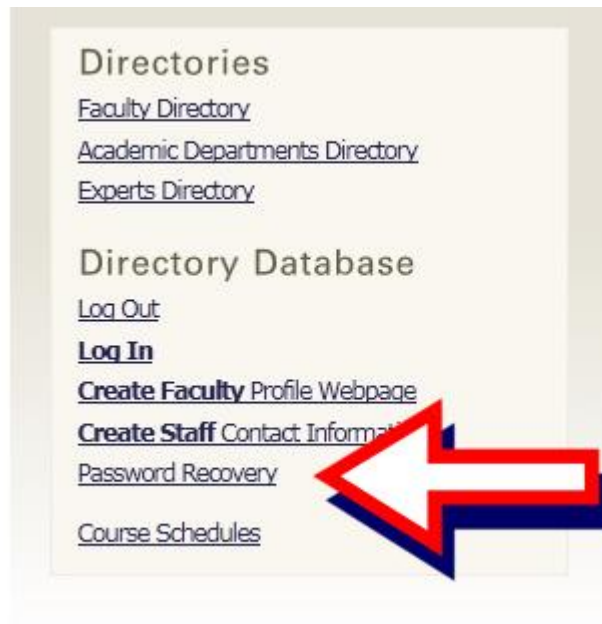 Directories
Faculty Directory
Academic Departments Directory
Experts Directory
Directory Database
Log Out
Log In
Create Faculty Profile Webpage
Create Staff Contact
Password Recovery
Course Schedules